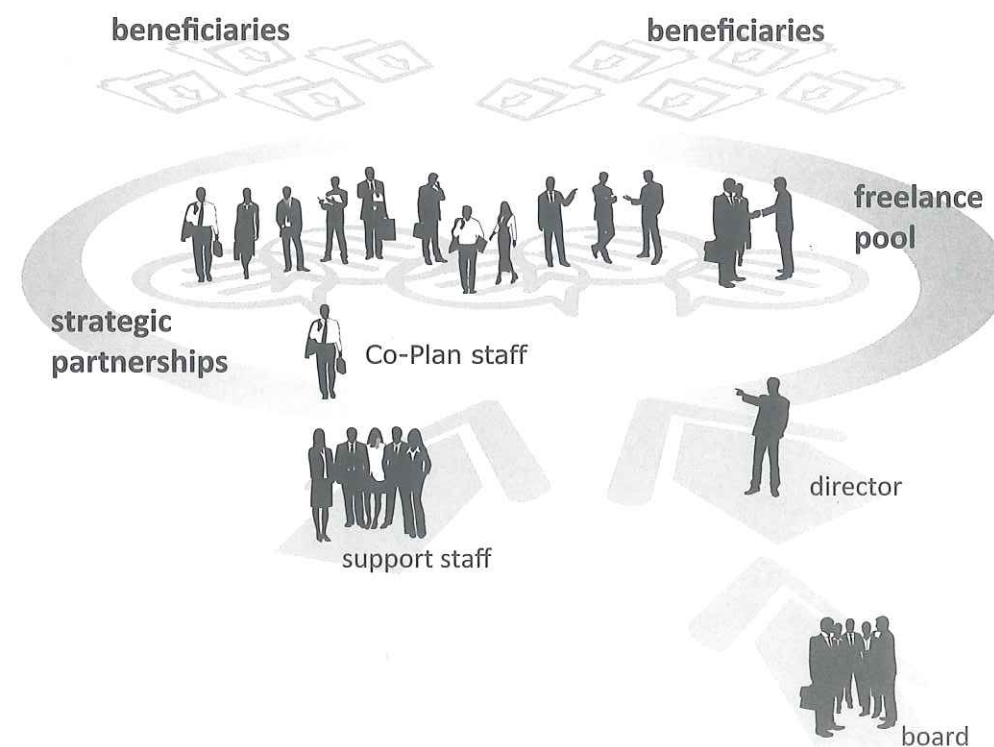 beneficiaries
beneficiaries
freelance
pool
strategic
partnerships
Co-Plan staff
director
support staff
board